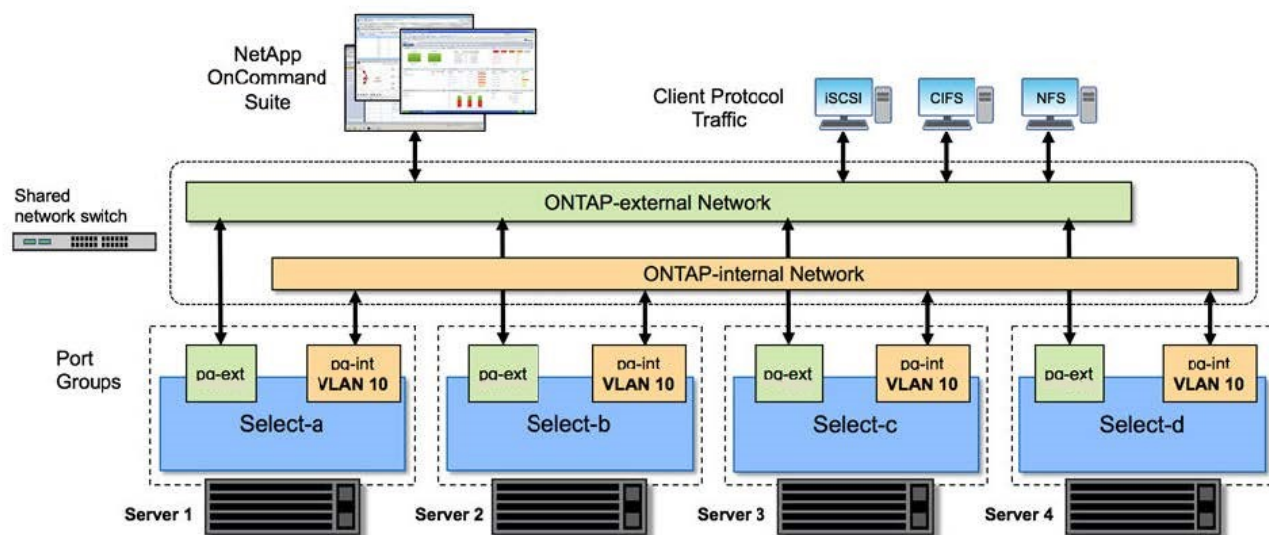 NetApp
OnCommand
Suite
Client Protocol
Traffic
iSCSI
CIFS
NFS
Shared
network switch
ONTAP-external Network
ONTAP-internal Network
Port
Groups
pg-ext
pg-int
VLAN 10
Select-a
pg-ext
pg-int
VLAN 10
Select-b
pg-ext
pg-int
VLAN 10
Select-c
pg-ext
pg-int
VLAN 10
Select-d
Server 1
Server 2
Server 3
Server 4